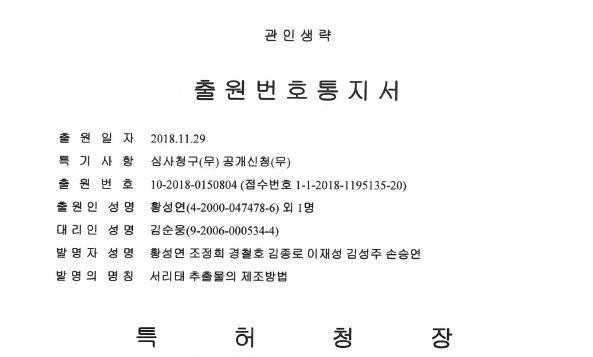 관 인 생 략
출 원 번 호 통 지 서
출 원 일 자 2018.11.29
특 기 사 항 심사청구(무) 공개신청(무)
출 원 번 호 10-2018-0150804 (접수번호 1-1-2018-1195135-20)
출 원 인 성 명 황성연(4-2000-047478-6) 외 1명
대 리 인 성 명 김순웅(9-2006-000534-4)
발 명 자 성 명 황성연 조정희 경철호 김종로 이재성 김성주 손승연
발 명 의 명 칭 서리태 추출물의 제조방법
특 허 청 장